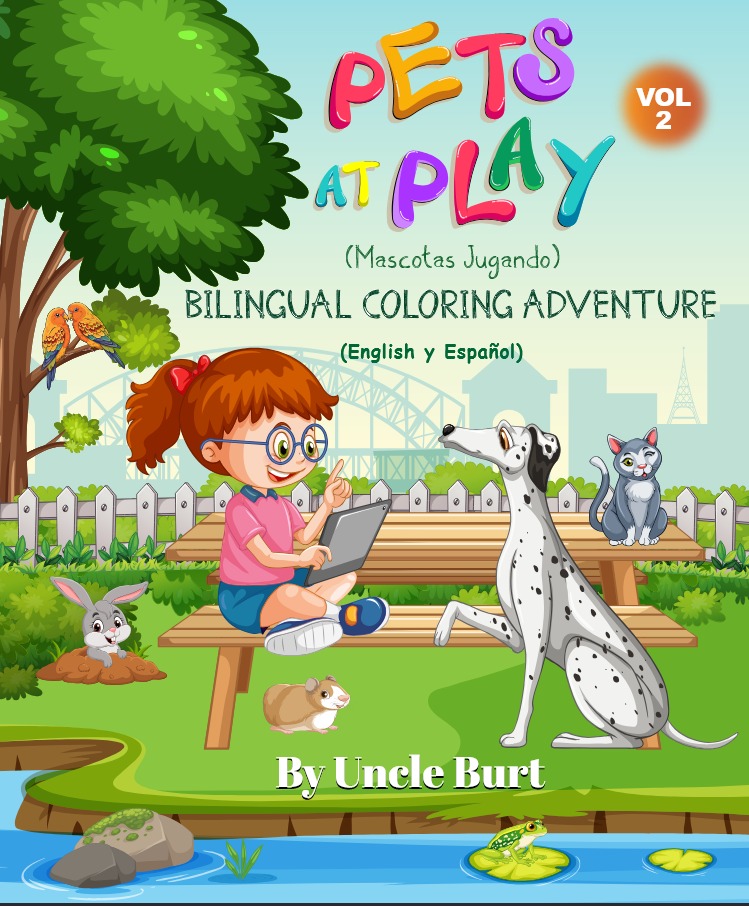 PETS
VOL
2
AT PLAY
(Mascotas Jugando)
BILINGUAL COLORING ADVENTURE
(English y Español)
By Uncle Burt